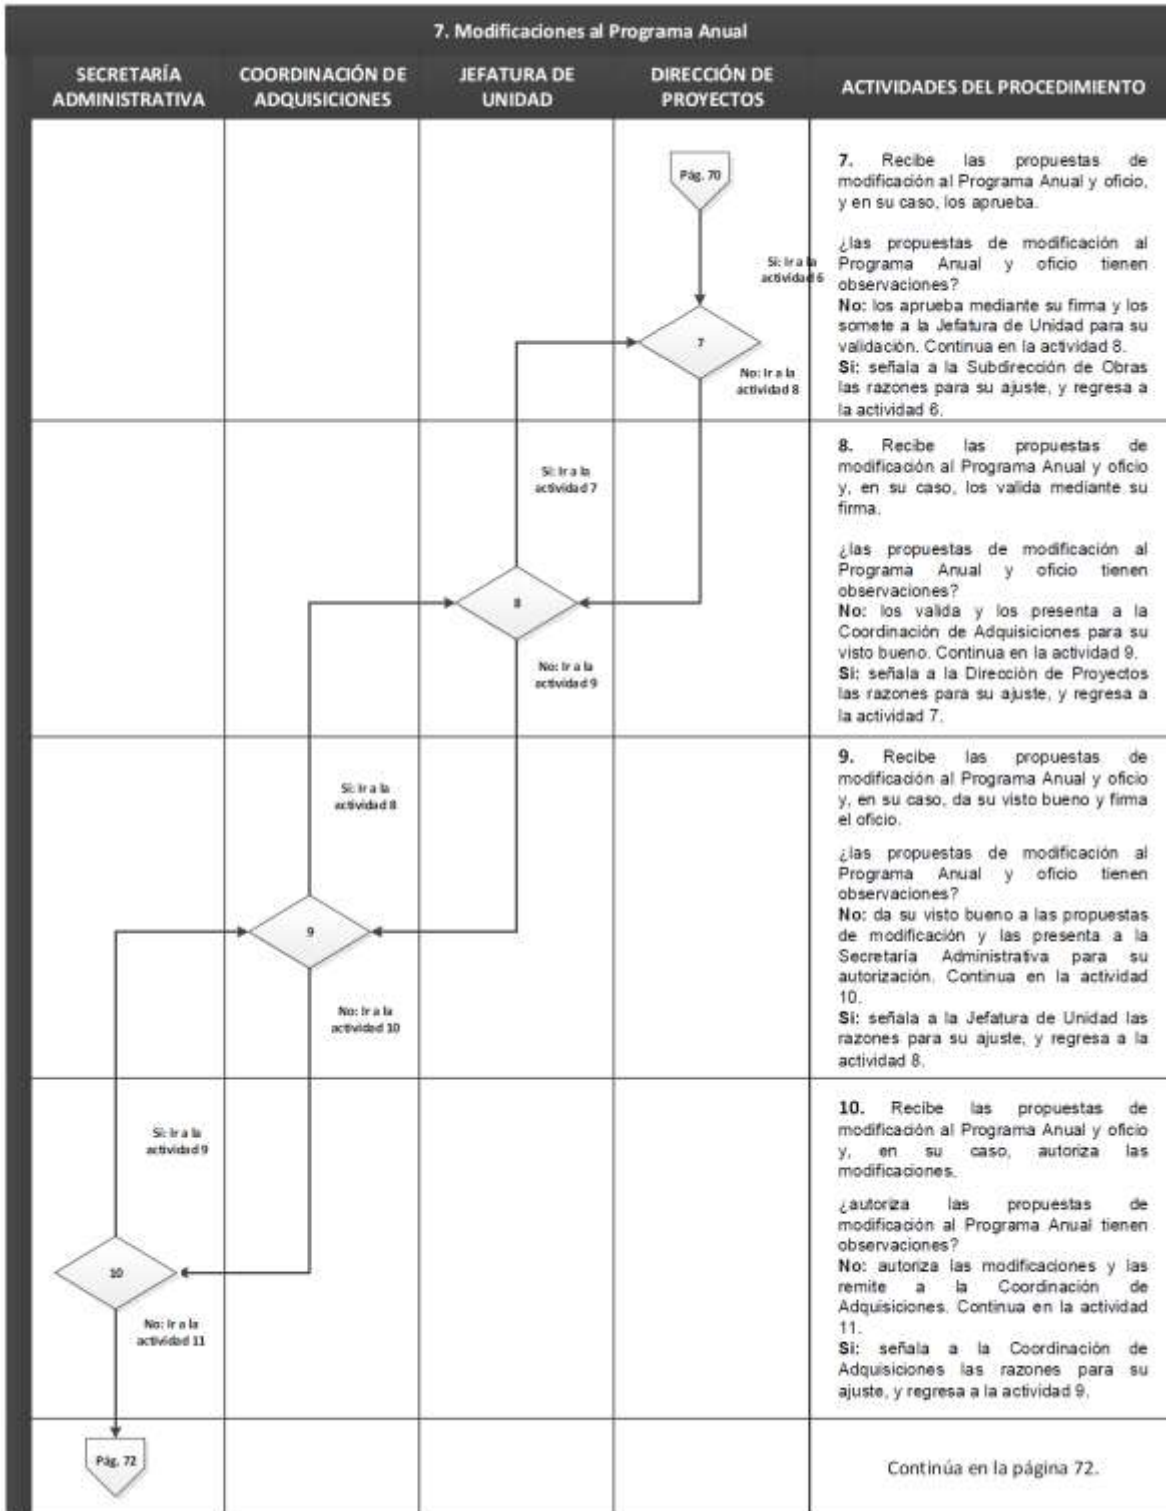 7. Modificaciones al Programa Anual
SECRETARÍA
ADMINISTRATIVA
COORDINACIÓN DE
ADQUISICIONES
JEFATURA DE
UNIDAD
DIRECCIÓN DE
PROYECTOS
ACTIVIDADES DEL PROCEDIMIENTO
Pág. 70
Sí: Ir a la
actividad 6
7
No: Ir a la
actividad 8
7. Recibe las propuestas de
modificación al Programa Anual y oficio,
y en su caso, los aprueba.
¿las propuestas de modificación al
Programa Anual y oficio tienen
observaciones?
No: los aprueba mediante su firma y los
somete a la Jefatura de Unidad para su
validación. Continua en la actividad 8.
Sí: señala a la Subdirección de Obras
las razones para su ajuste, y regresa a
la actividad 6.
Sí: Ir a la
actividad 7
8
No: Ir a la
actividad 9
8. Recibe las propuestas de
modificación al Programa Anual y oficio
y, en su caso, los valida mediante su
firma.
¿las propuestas de modificación al
Programa Anual y oficio tienen
observaciones?
No: los valida y los presenta a la
Coordinación de Adquisiciones para su
visto bueno. Continua en la actividad 9.
Sí: señala a la Dirección de Proyectos
las razones para su ajuste, y regresa a
la actividad 7.
Sí: Ir a la
actividad 8
9
No: Ir a la
actividad 10
9. Recibe las propuestas de
modificación al Programa Anual y oficio
y, en su caso, da su visto bueno y firma
el oficio.
¿las propuestas de modificación al
Programa Anual y oficio tienen
observaciones?
No: da su visto bueno a las propuestas
de modificación y las presenta a la
Secretaría Administrativa para su
autorización. Continua en la actividad
10.
Sí: señala a la Jefatura de Unidad las
razones para su ajuste, y regresa a la
actividad 8.
Sí: Ir a la
actividad 9
10
No: Ir a la
actividad 11
10. Recibe las propuestas de
modificación al Programa Anual y oficio
y, en su caso, autoriza las
modificaciones.
¿autoriza las propuestas de
modificación al Programa Anual tienen
observaciones?
No: autoriza las modificaciones y las
remite a la Coordinación de
Adquisiciones. Continua en la actividad
11.
Sí: señala a la Coordinación de
Adquisiciones las razones para su
ajuste, y regresa a la actividad 9.
Pág. 72
Continúa en la página 72.